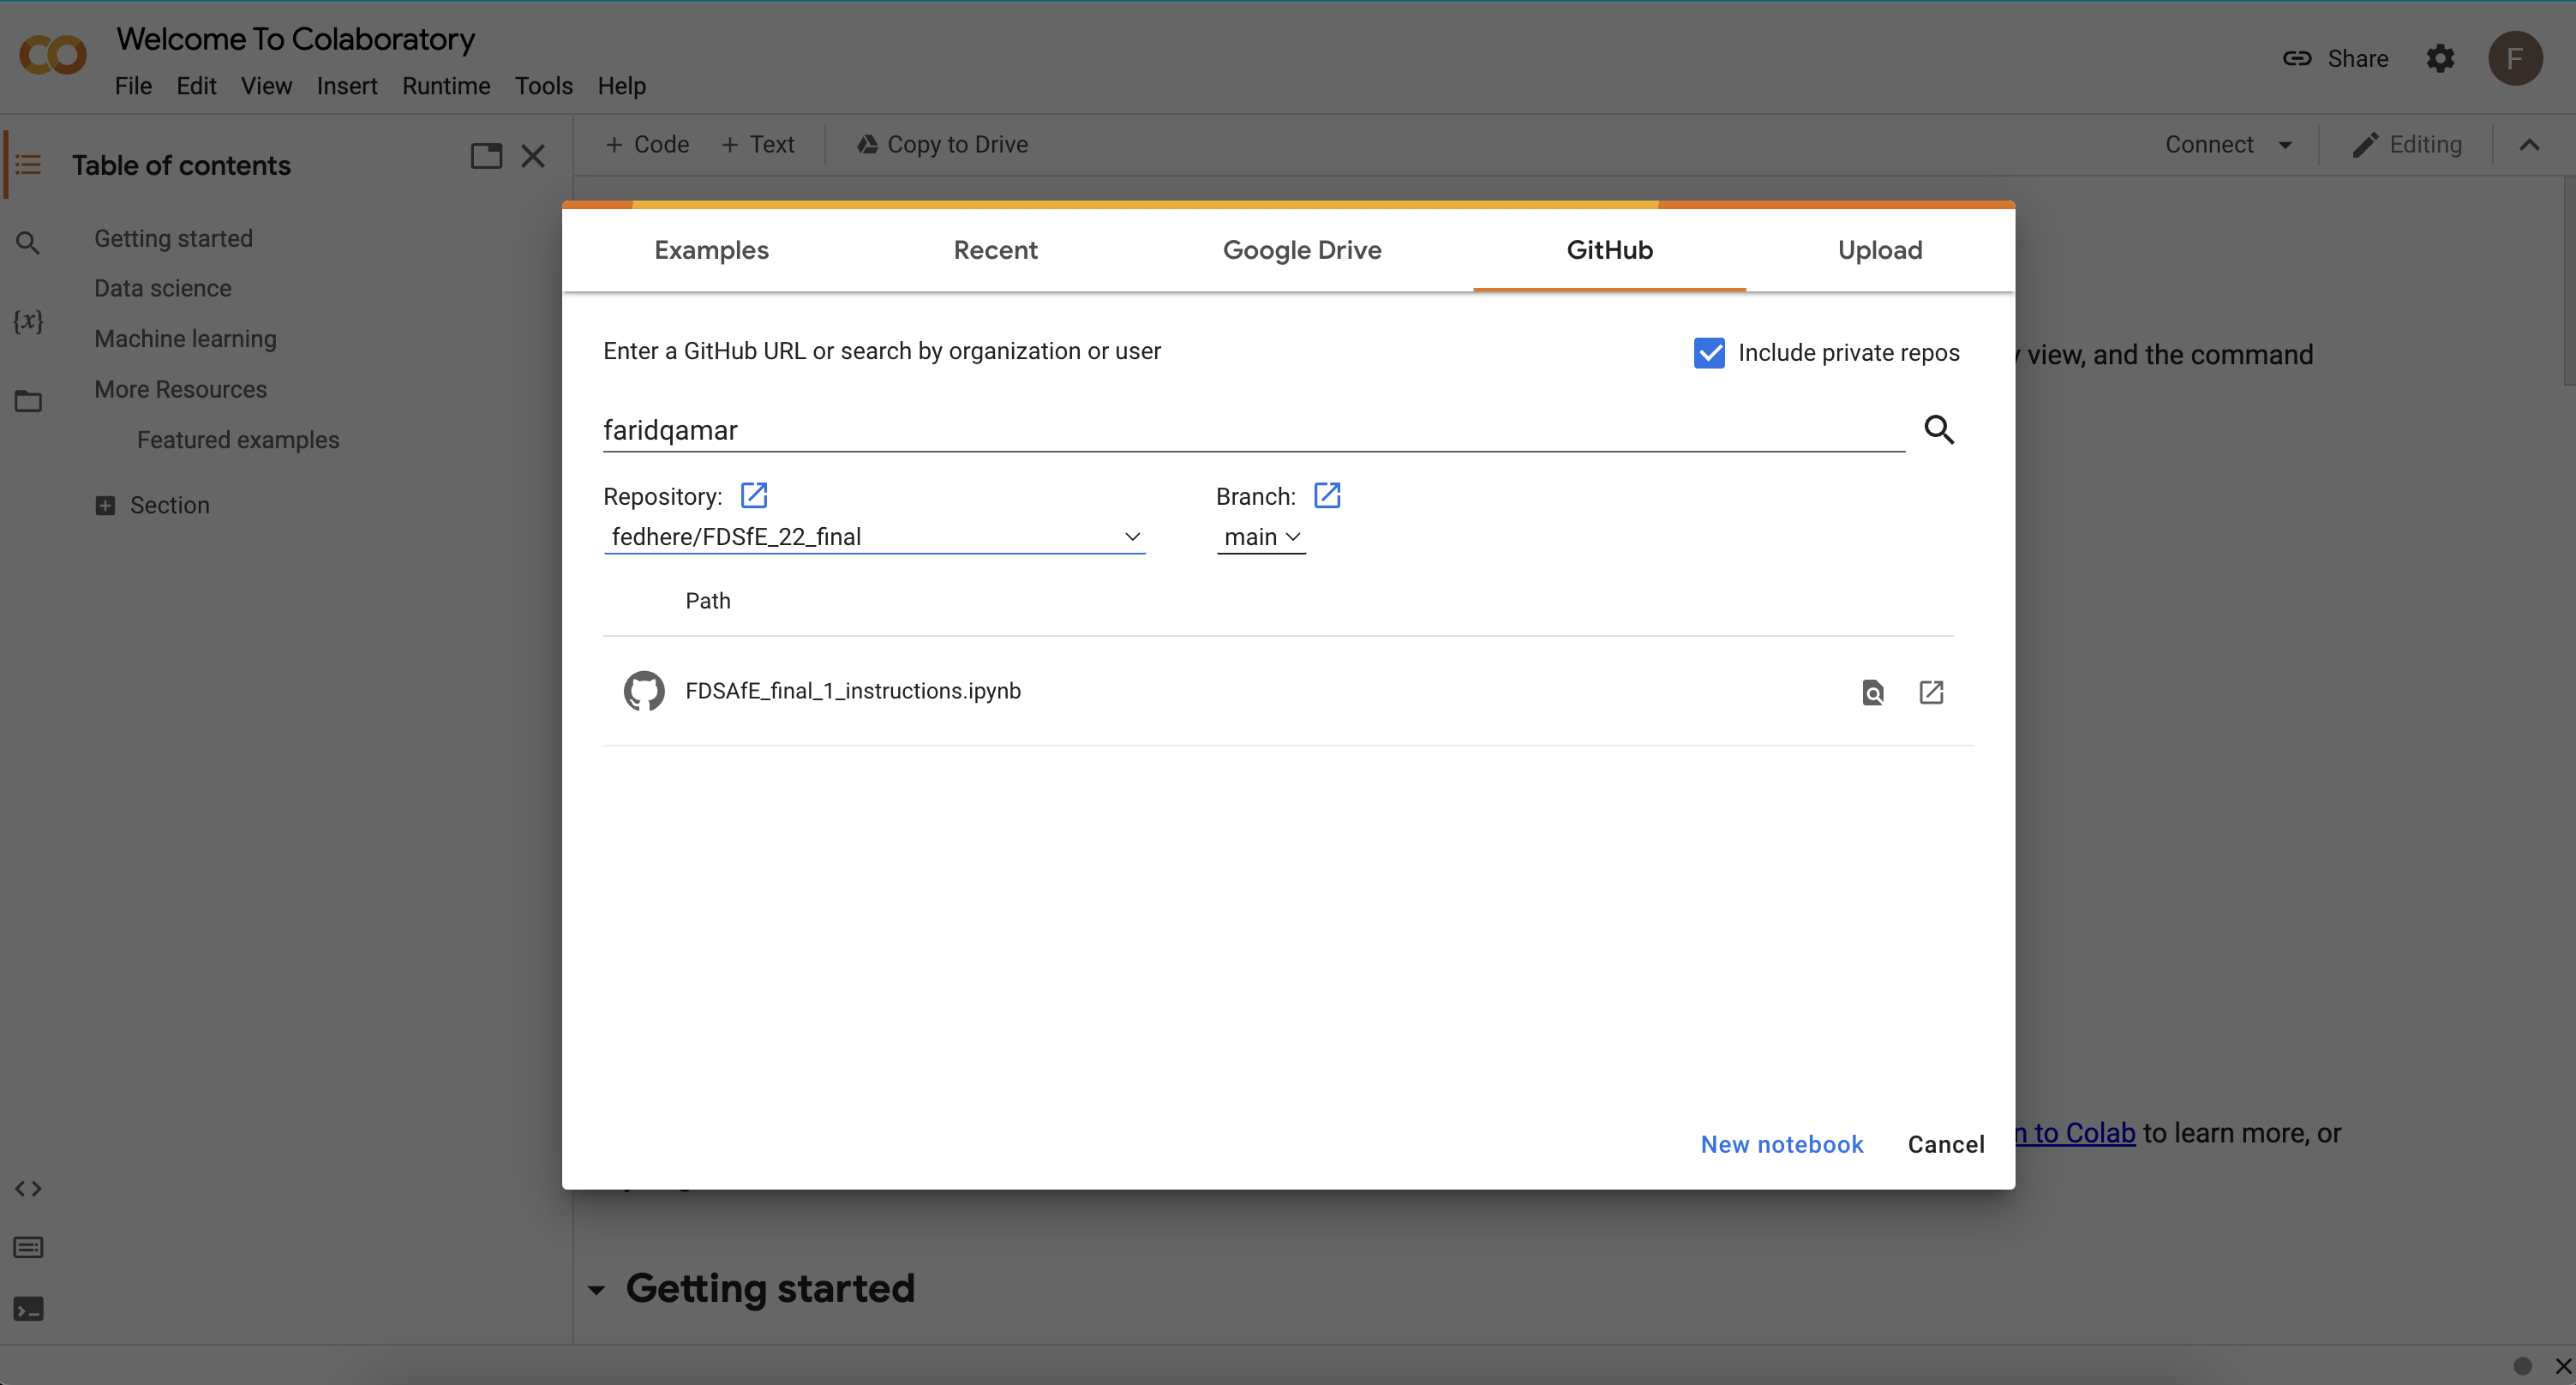 Welcome To Colaboratory
File Edit View Insert Runtime Tools Help
Share
F
Table of contents
+ Code + Text Copy to Drive
Connect
Editing
Getting started
Data science
{x}
Machine learning
More Resources
Featured examples
Section
Examples Recent Google Drive GitHub Upload
Enter a GitHub URL or search by organization or user
Include private repos
view, and the command
faridqamar
Repository: Branch:
fedhere/FDSfE_22_final main
Path
FDSAfE_final_1_instructions.ipynb
New notebook Cancel
to Colab to learn more, or
Getting started